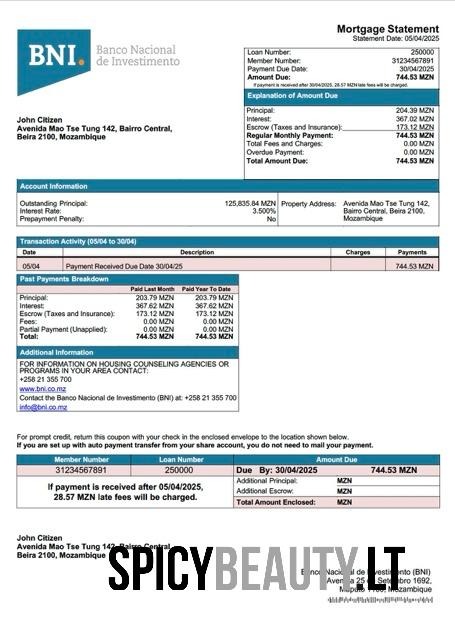 Mortgage Statement
Statement Date: 05/04/2025
BNI.
Banco Nacional
de Investimento
Loan Number: 250000
Member Number: 31234567891
Payment Due Date: 30/04/2025
Amount Due: 744.53 MZN
If payment is received after 30/04/2025, 28.57 MZN late fees will be charged.
Explanation of Amount Due
Principal: 204.39 MZN
Interest: 367.02 MZN
Escrow (Taxes and Insurance): 173.12 MZN
Regular Monthly Payment: 744.53 MZN
Total Fees and Charges: 0.00 MZN
Overdue Payment: 0.00 MZN
Total Amount Due: 744.53 MZN
John Citizen
Avenida Mao Tse Tung 142, Bairro Central,
Beira 2100, Mozambique
Account Information
Outstanding Principal: 125,835.84 MZN
Interest Rate: 3.500%
Prepayment Penalty: No
Property Address: Avenida Mao Tse Tung 142,
Bairro Central, Beira 2100,
Mozambique
Transaction Activity (05/04 to 30/04)
Date Description Charges Payments
05/04 Payment Received Due Date 30/04/25 744.53 MZN
Past Payments Breakdown
Paid Last Month Paid Year To Date
Principal: 203.79 MZN 203.79 MZN
Interest: 367.62 MZN 367.62 MZN
Escrow (Taxes and Insurance): 173.12 MZN 173.12 MZN
Fees: 0.00 MZN 0.00 MZN
Partial Payment (Unapplied): 0.00 MZN 0.00 MZN
Total: 744.53 MZN 744.53 MZN
Additional Information
FOR INFORMATION ON HOUSING COUNSELING AGENCIES OR
PROGRAMS IN YOUR AREA CONTACT:
+258 21 355 700
www.bni.co.mz
Contact the Banco Nacional de Investimento (BNI) at: +258 21 355 700
info@bni.co.mz
For prompt credit, return this coupon with your check in the enclosed envelope to the location shown below.
If you are set up with auto payment transfer from your share account, you do not need to mail your payment.
Member Number Loan Number Amount Due
31234567891 250000 Due By: 30/04/2025 744.53 MZN
If payment is received after 05/04/2025,
28.57 MZN late fees will be charged.
Additional Principal: MZN
Additional Escrow: MZN
Total Amount Enclosed: MZN
John Citizen
Avenida Mao Tse Tung 142, Bairro Central,
Beira 2100, Mozambique
SPICYBEAUTY.LT
Banco Nacional de Investimento (BNI)
Avenida 25 de Setembro 1692,
Maputo 1100, Mozambique